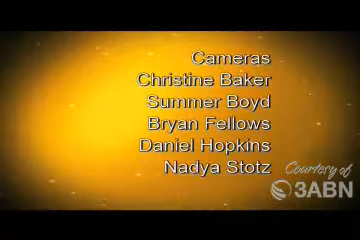 Cameras
Christine Baker
Summer Boyd
Bryan Fellows
Daniel Hopkins
Nadya Stotz
Courtesy of
3ABN